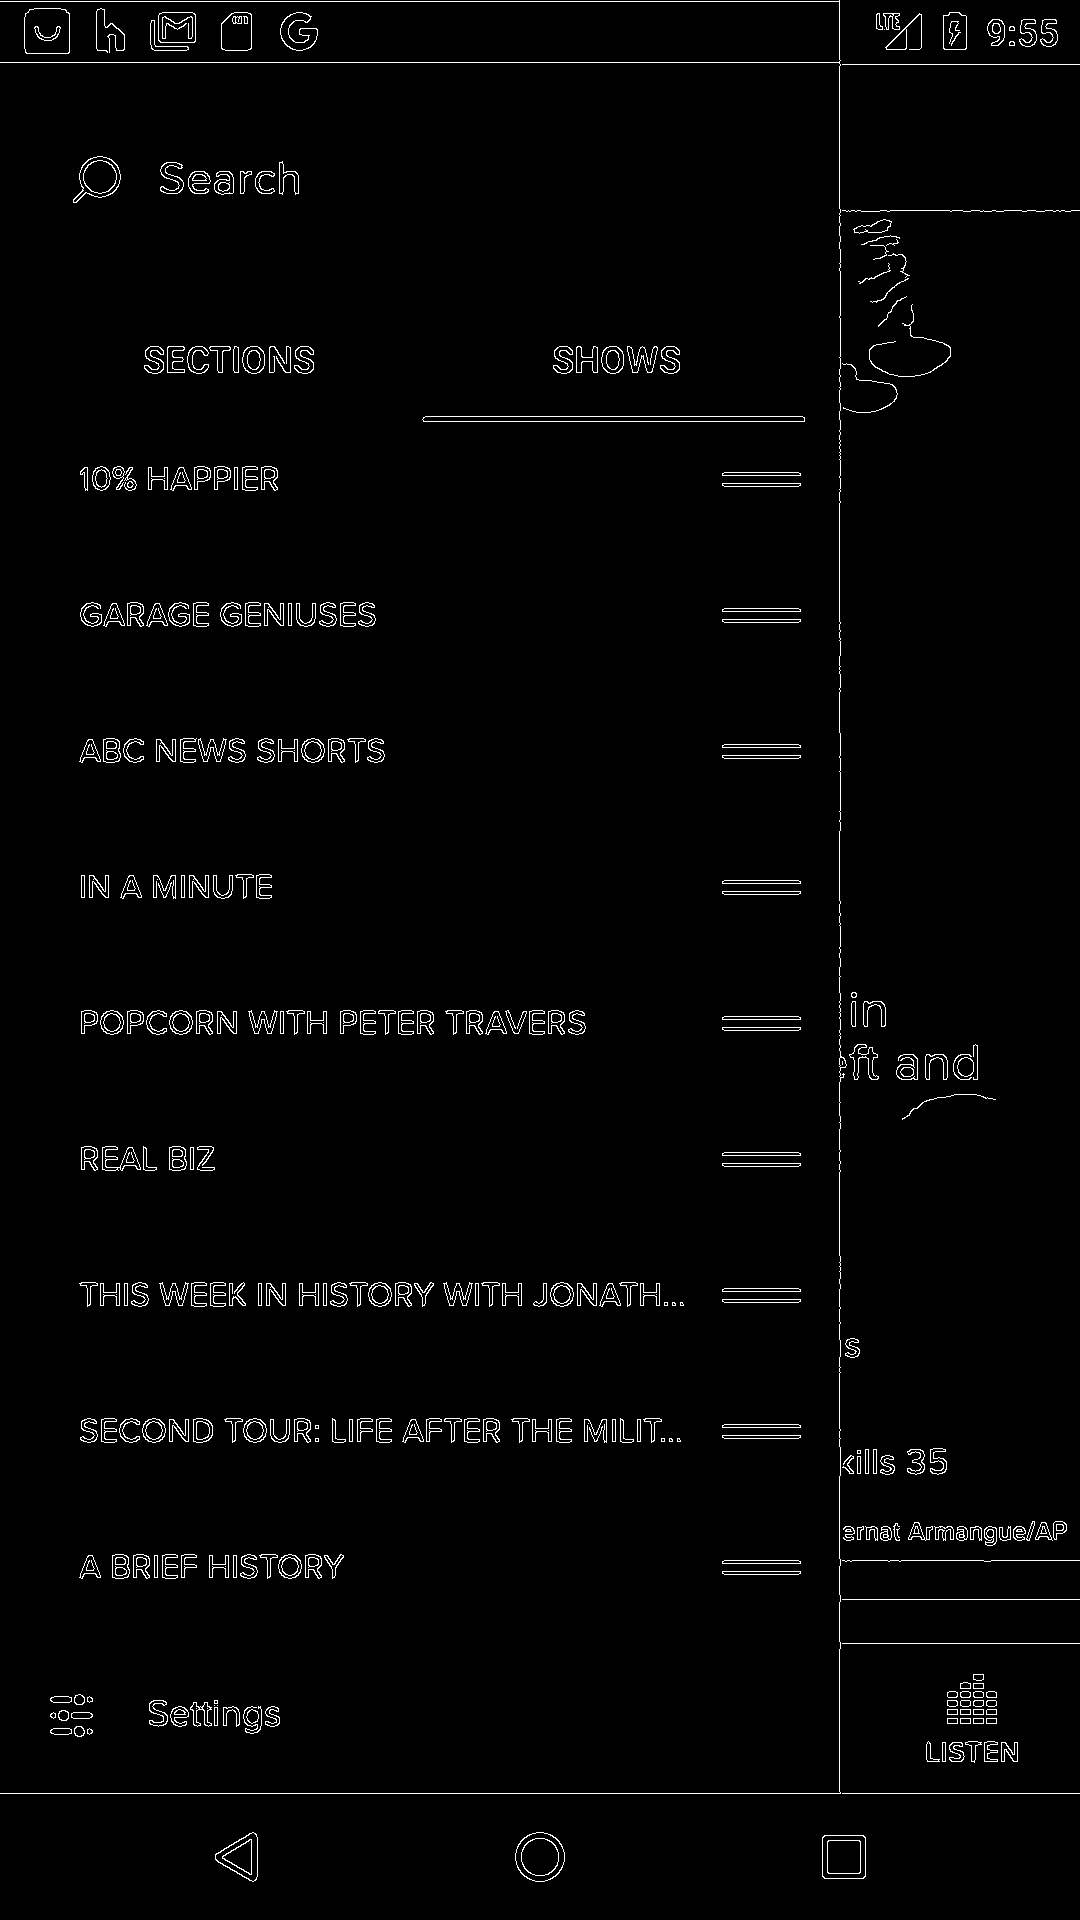 LTE 9:55
Search
SECTIONS SHOWS
10% HAPPIER
GARAGE GENIUSES
ABC NEWS SHORTS
IN A MINUTE
in
POPCORN WITH PETER TRAVERS
eft and
REAL BIZ
THIS WEEK IN HISTORY WITH JONATH...
s
SECOND TOUR: LIFE AFTER THE MILIT...
kills 35
ernat Armangue/AP
A BRIEF HISTORY
Settings
LISTEN